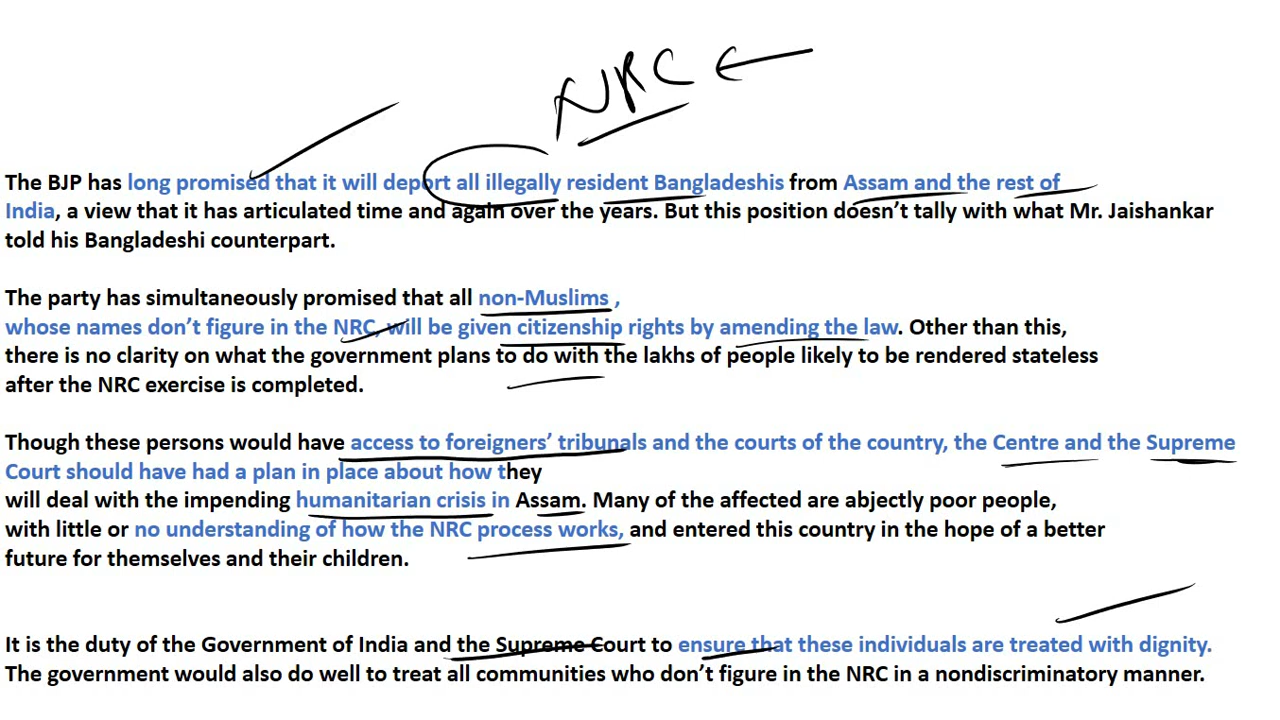 NRC
The BJP has long promised that it will deport all illegally resident Bangladeshis from Assam and the rest of
India, a view that it has articulated time and again over the years. But this position doesn’t tally with what Mr. Jaishankar
told his Bangladeshi counterpart.
The party has simultaneously promised that all non-Muslims ,
whose names don’t figure in the NRC, will be given citizenship rights by amending the law. Other than this,
there is no clarity on what the government plans to do with the lakhs of people likely to be rendered stateless
after the NRC exercise is completed.
Though these persons would have access to foreigners’ tribunals and the courts of the country, the Centre and the Supreme
Court should have had a plan in place about how they
will deal with the impending humanitarian crisis in Assam. Many of the affected are abjectly poor people,
with little or no understanding of how the NRC process works, and entered this country in the hope of a better
future for themselves and their children.
It is the duty of the Government of India and the Supreme Court to ensure that these individuals are treated with dignity.
The government would also do well to treat all communities who don’t figure in the NRC in a nondiscriminatory manner.